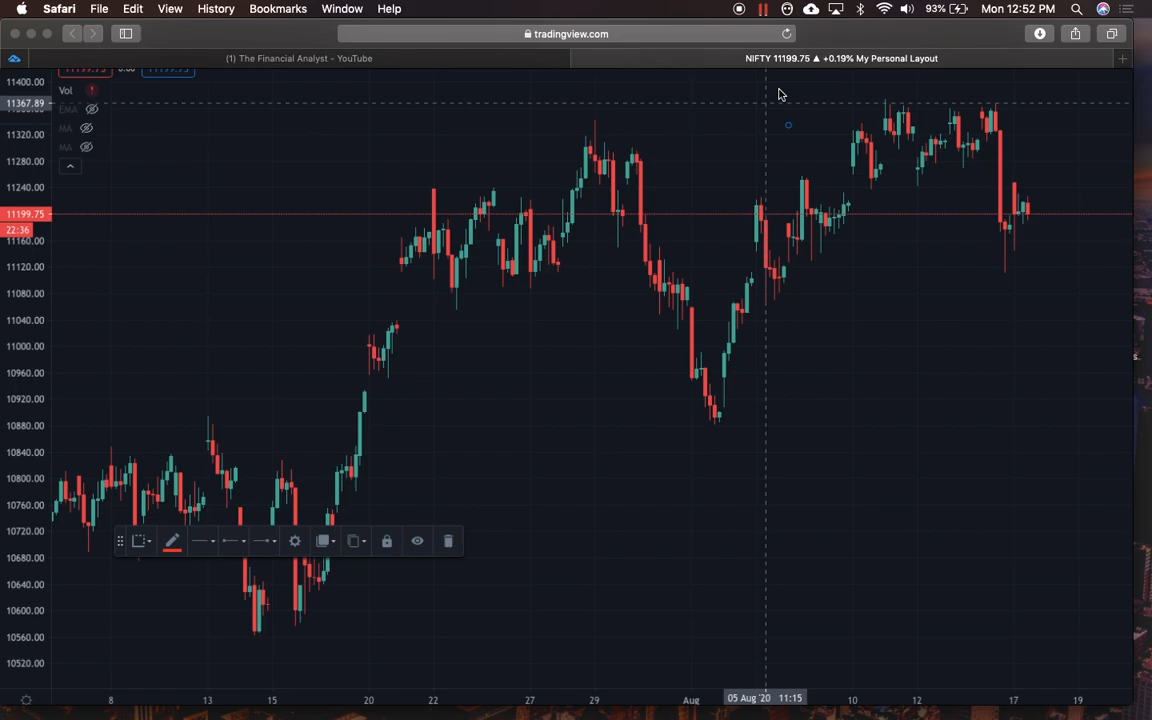 Safari File Edit View History Bookmarks Window Help 93% Mon 12:52 PM
tradingview.com
(1) The Financial Analyst - YouTube
NIFTY 11199.75 ▲ +0.19% My Personal Layout
11400.00
Vol
11367.89
EMA
MA
11320.00
MA
11280.00
11240.00
11199.75
22:36
11160.00
11120.00
11080.00
11040.00
11000.00
10960.00
10920.00
10880.00
10840.00
10800.00
10760.00
10720.00
10680.00
10640.00
10600.00
10560.00
10520.00
8 13 15 20 22 27 29 Aug 05 Aug '20 11:15 10 12 17 19